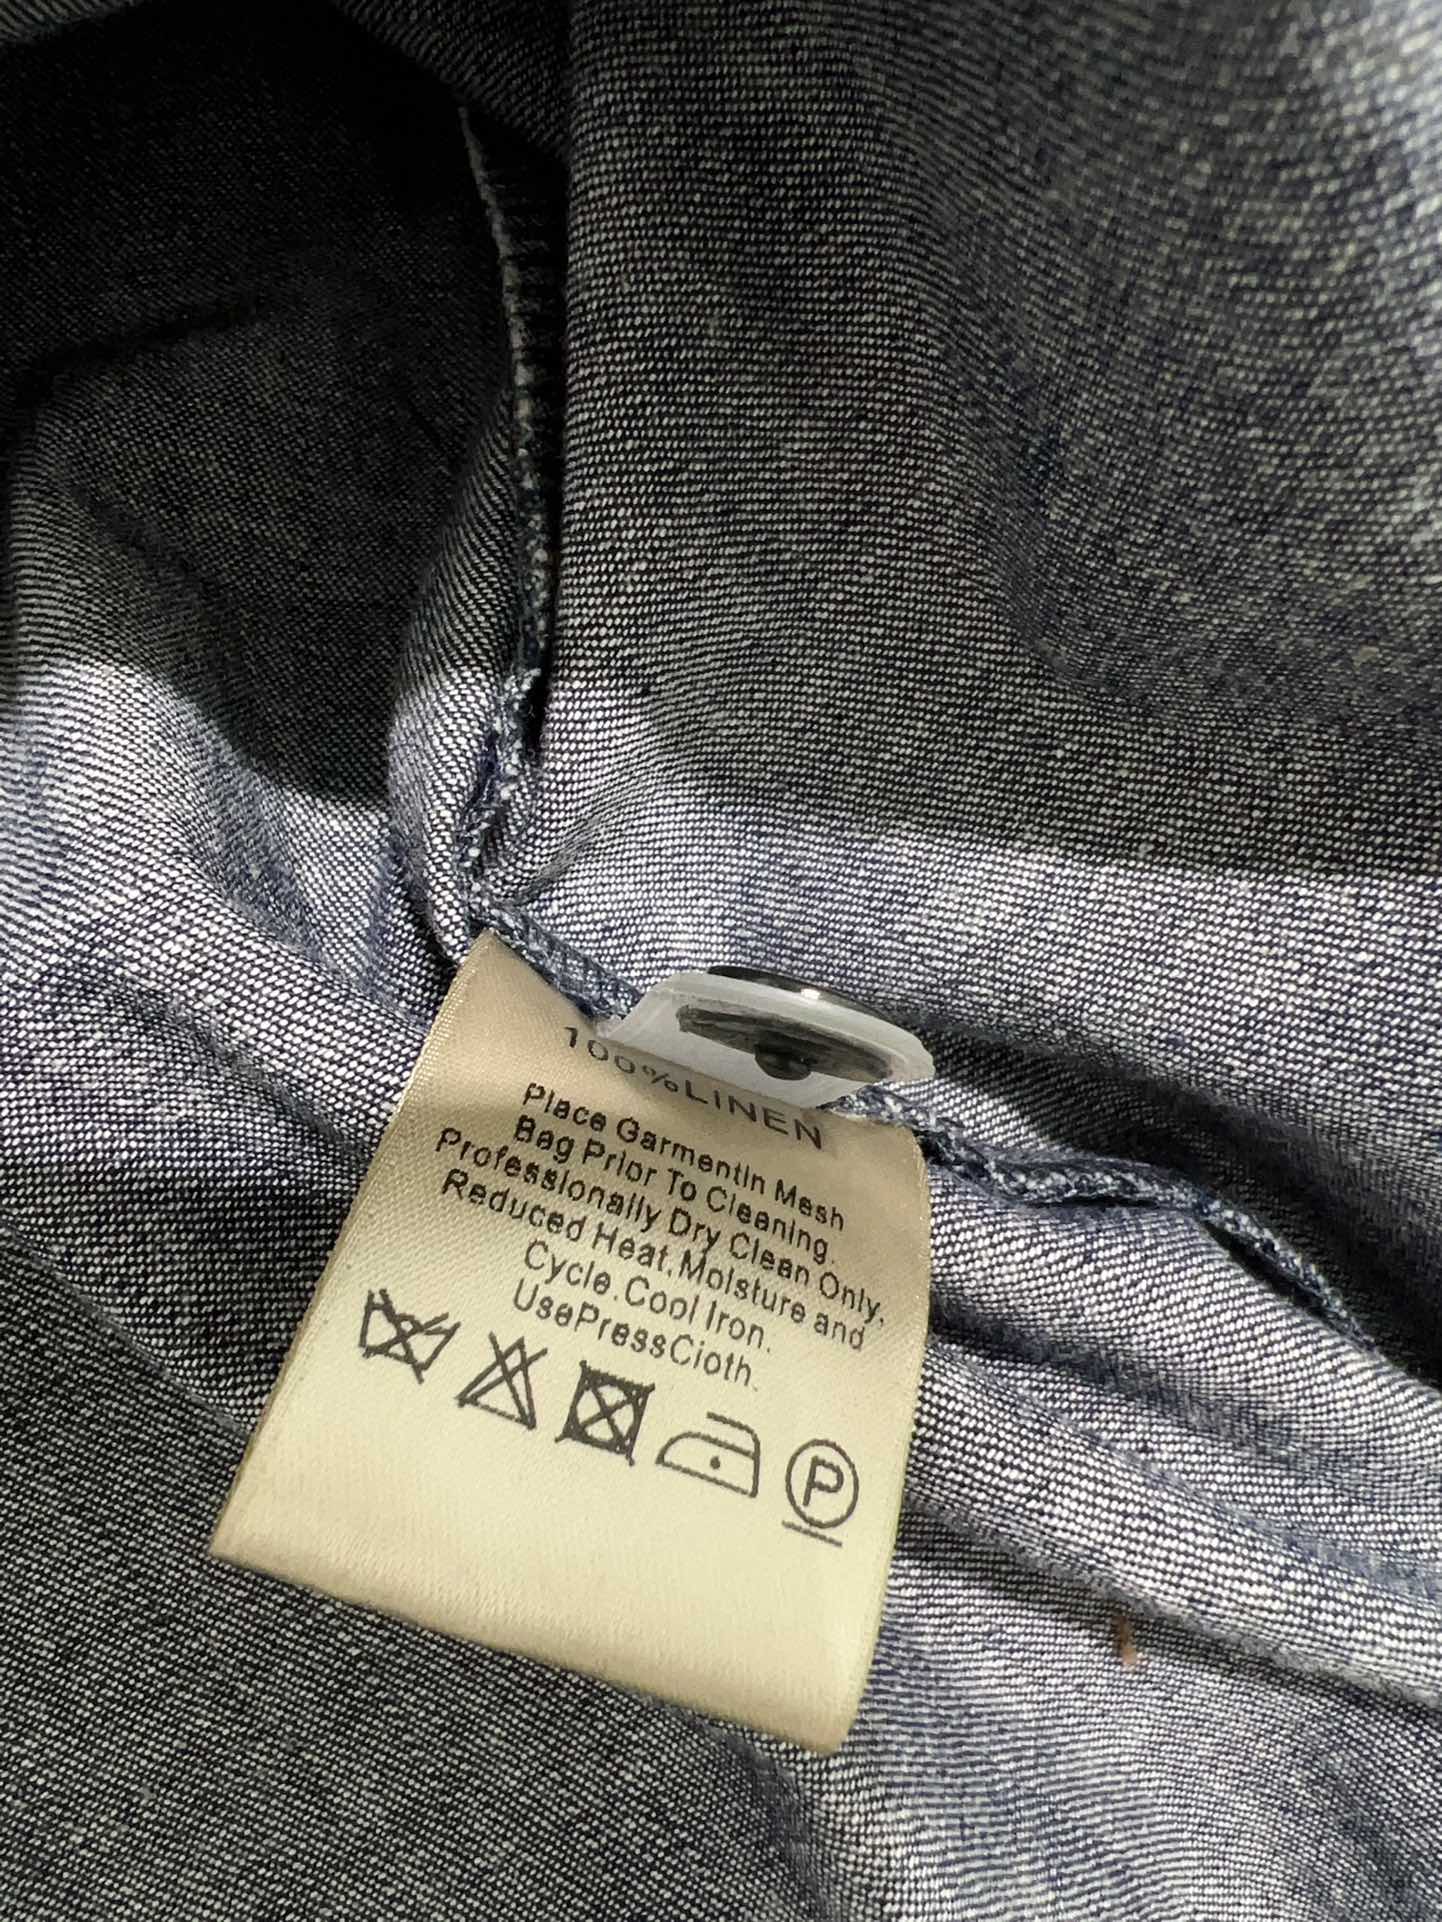 100%LINEN
Place Garmentin Mesh
Bag Prior To Cleaning.
Professionally Dry Clean Only,
Reduced Heat.Moisture and
Cycle.Cool Iron.
UsePressCloth.
P